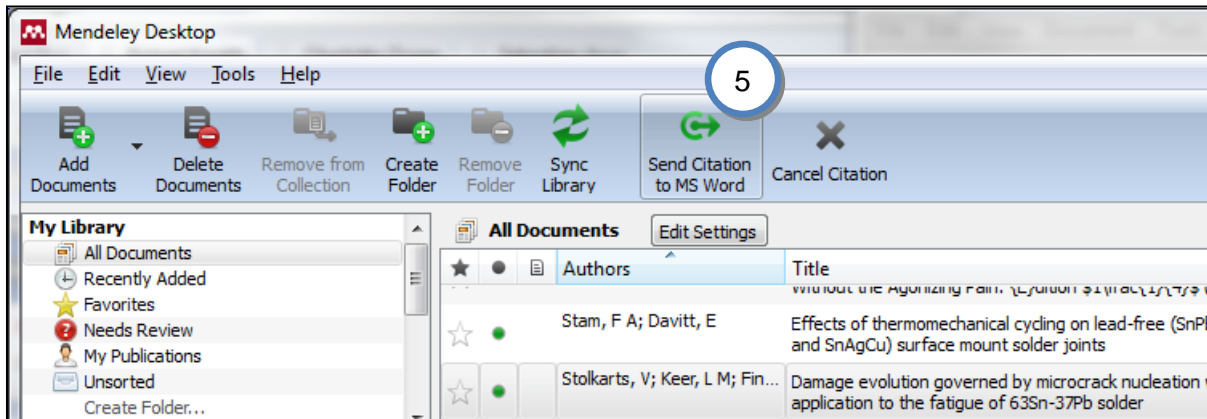 Mendeley Desktop
File Edit View Tools Help
5
Add Documents
Delete Documents
Remove from Collection
Create Folder
Remove Folder
Sync Library
Send Citation to MS Word
Cancel Citation
My Library
All Documents
Recently Added
Favorites
Needs Review
My Publications
Unsorted
Create Folder...
All Documents Edit Settings
Authors Title
without the Agonizing Pain.
Stam, F A; Davitt, E
Effects of thermomechanical cycling on lead-free (SnPb
and SnAgCu) surface mount solder joints
Stolkarts, V; Keer, L M; Fin...
Damage evolution governed by microcrack nucleation
application to the fatigue of 63Sn-37Pb solder